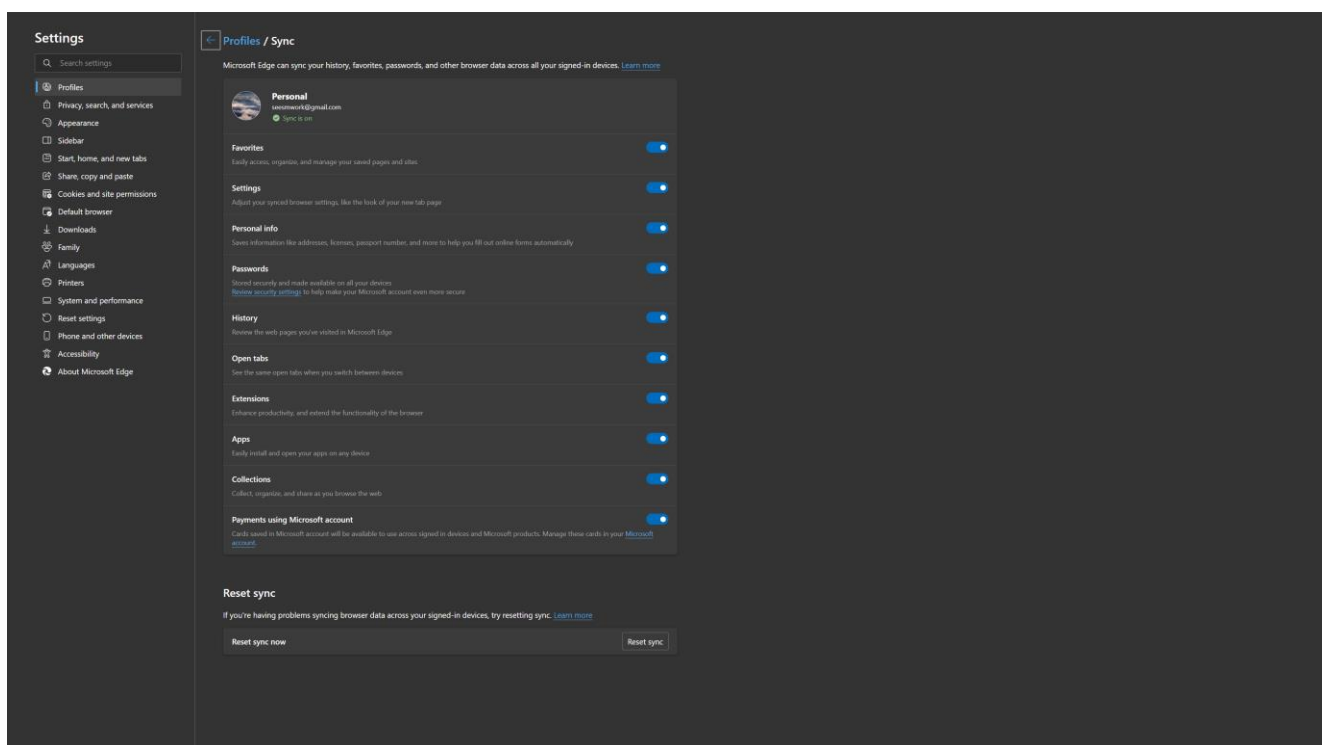 Settings
Search settings
Profiles
Privacy, search, and services
Appearance
Sidebar
Start, home, and new tabs
Share, copy and paste
Cookies and site permissions
Default browser
Downloads
Family
Languages
Printers
System and performance
Reset settings
Phone and other devices
Accessibility
About Microsoft Edge
Profiles / Sync
Microsoft Edge can sync your history, favorites, passwords, and other browser data across all your signed-in devices. Learn more
Personal
seesmwork@gmail.com
Sync is on
Favorites
Easily access, organize, and manage your saved pages and sites
Settings
Adjust your synced browser settings, like the look of your new tab page
Personal info
Saves information like addresses, licenses, passport number, and more to help you fill out online forms automatically
Passwords
Stored securely and made available on all your devices
Review security settings to help make your Microsoft account even more secure
History
Review the web pages you've visited in Microsoft Edge
Open tabs
See the same open tabs when you switch between devices
Extensions
Enhance productivity, and extend the functionality of the browser
Apps
Easily install and open your apps on any device
Collections
Collect, organize, and share as you browse the web
Payments using Microsoft account
Cards saved in Microsoft account will be available to use across signed in devices and Microsoft products. Manage these cards in your Microsoft
account.
Reset sync
If you're having problems syncing browser data across your signed-in devices, try resetting sync. Learn more
Reset sync now
Reset sync